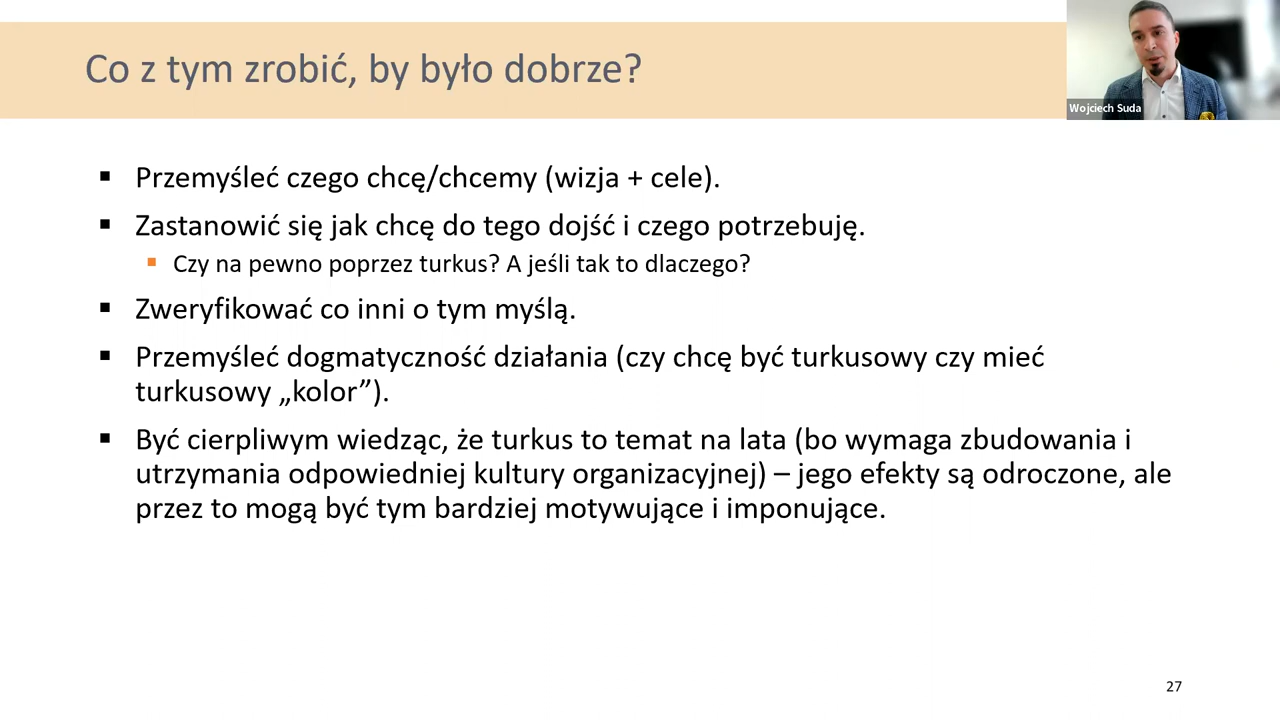 Co z tym zrobić, by było dobrze?
Wojciech Suda
▪ Przemyśleć czego chcę/chcemy (wizja + cele).
▪ Zastanowić się jak chcę do tego dojść i czego potrzebuję.
▪ Czy na pewno poprzez turkus? A jeśli tak to dlaczego?
▪ Zweryfikować co inni o tym myślą.
▪ Przemyśleć dogmatyczność działania (czy chcę być turkusowy czy mieć
turkusowy „kolor”).
▪ Być cierpliwym wiedząc, że turkus to temat na lata (bo wymaga zbudowania i
utrzymania odpowiedniej kultury organizacyjnej) – jego efekty są odroczone, ale
przez to mogą być tym bardziej motywujące i imponujące.
27